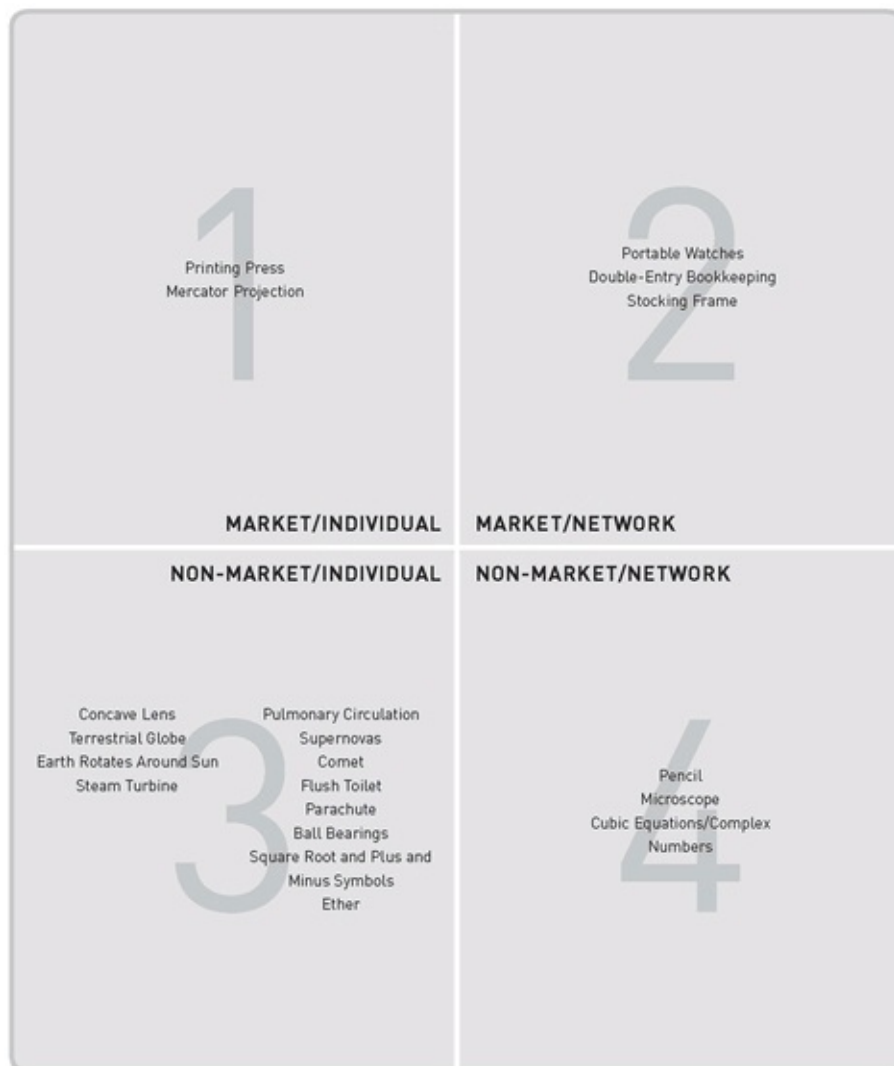 1
Printing Press
Mercator Projection
MARKET/INDIVIDUAL
2
Portable Watches
Double-Entry Bookkeeping
Stocking Frame
MARKET/NETWORK
NON-MARKET/INDIVIDUAL
3
Concave Lens
Terrestrial Globe
Earth Rotates Around Sun
Steam Turbine
Pulmonary Circulation
Supernovas
Comet
Flush Toilet
Parachute
Ball Bearings
Square Root and Plus and
Minus Symbols
Ether
NON-MARKET/NETWORK
4
Pencil
Microscope
Cubic Equations/Complex
Numbers